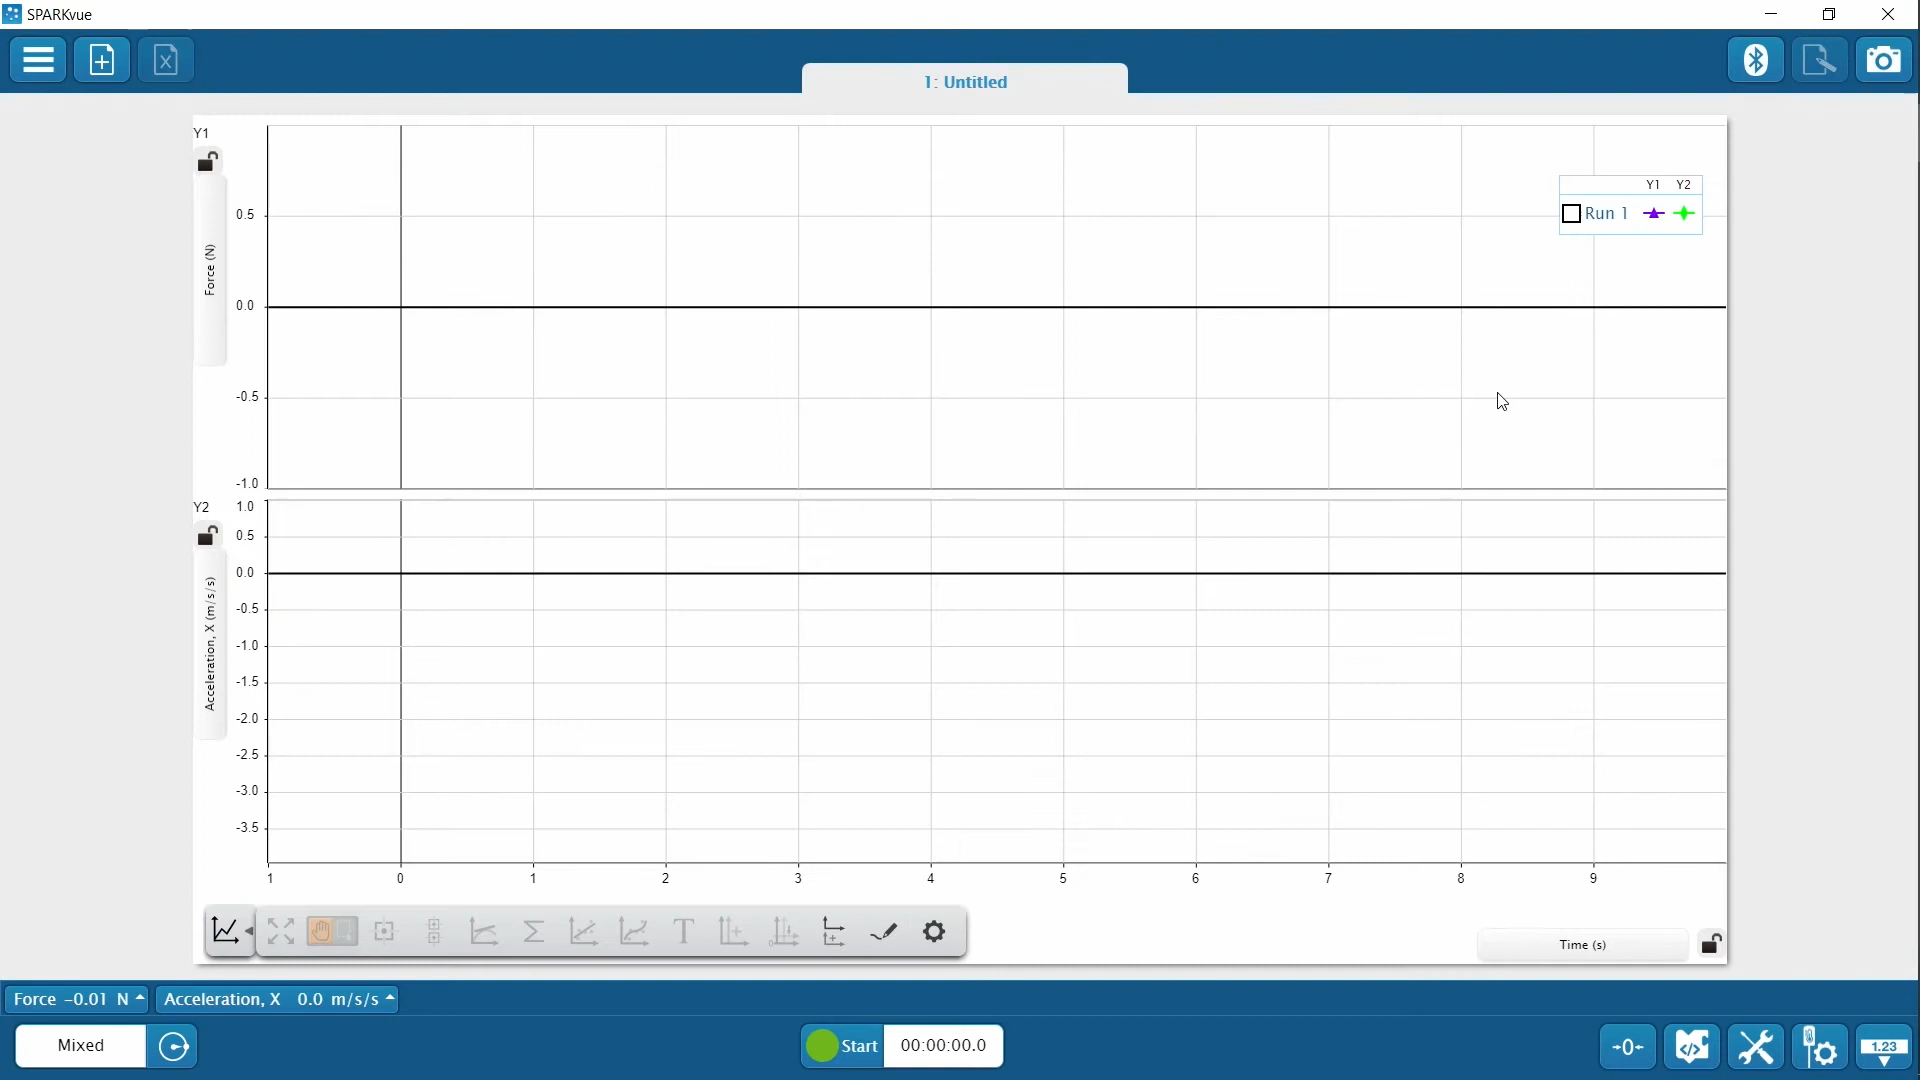 SPARKvue
1: Untitled
Y1
Force (N)
0.5
0.0
-0.5
-1.0
Y1 Y2
Run 1
Y2
Acceleration, X (m/s/s)
1.0
0.5
0.0
-0.5
-1.0
-1.5
-2.0
-2.5
-3.0
-3.5
1 0 1 2 3 4 5 6 7 8 9
Time (s)
Force -0.01 N Acceleration, X 0.0 m/s/s
Mixed Start 00:00:00.0 →0← 1.23